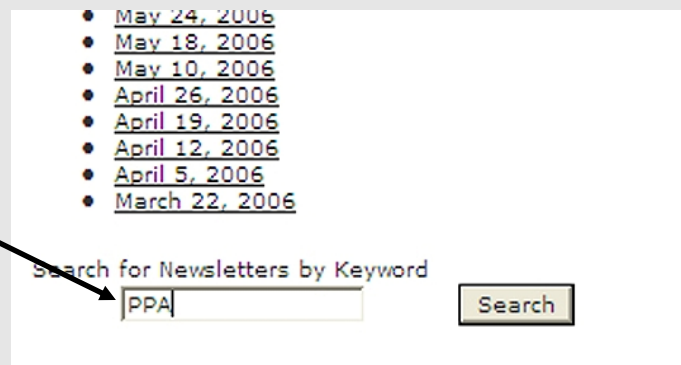 May 24, 2006
May 18, 2006
May 10, 2006
April 26, 2006
April 19, 2006
April 12, 2006
April 5, 2006
March 22, 2006
Search for Newsletters by Keyword
PPA Search